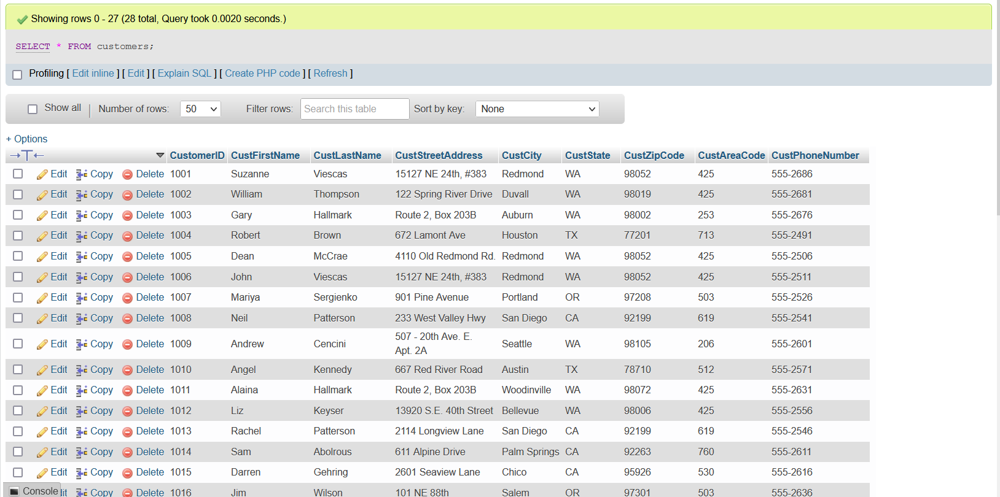 Showing rows 0 - 27 (28 total, Query took 0.0020 seconds.)
SELECT * FROM customers;
Profiling [ Edit inline ] [ Edit ] [ Explain SQL ] [ Create PHP code ] [ Refresh ]
Show all | Number of rows: 50 Filter rows: Search this table Sort by key: None
+ Options
CustomerID CustFirstName CustLastName CustStreetAddress CustCity CustState CustZipCode CustAreaCode CustPhoneNumber
Edit Copy Delete 1001 Suzanne Viescas 15127 NE 24th, #383 Redmond WA 98052 425 555-2686
Edit Copy Delete 1002 William Thompson 122 Spring River Drive Duvall WA 98019 425 555-2681
Edit Copy Delete 1003 Gary Hallmark Route 2, Box 203B Auburn WA 98002 253 555-2676
Edit Copy Delete 1004 Robert Brown 672 Lamont Ave Houston TX 77201 713 555-2491
Edit Copy Delete 1005 Dean McCrae 4110 Old Redmond Rd. Redmond WA 98052 425 555-2506
Edit Copy Delete 1006 John Viescas 15127 NE 24th, #383 Redmond WA 98052 425 555-2511
Edit Copy Delete 1007 Mariya Sergienko 901 Pine Avenue Portland OR 97208 503 555-2526
Edit Copy Delete 1008 Neil Patterson 233 West Valley Hwy San Diego CA 92199 619 555-2541
Edit Copy Delete 1009 Andrew Cencini 507 - 20th Ave. E.
Apt. 2A Seattle WA 98105 206 555-2601
Edit Copy Delete 1010 Angel Kennedy 667 Red River Road Austin TX 78710 512 555-2571
Edit Copy Delete 1011 Alaina Hallmark Route 2, Box 203B Woodinville WA 98072 425 555-2631
Edit Copy Delete 1012 Liz Keyser 13920 S.E. 40th Street Bellevue WA 98006 425 555-2556
Edit Copy Delete 1013 Rachel Patterson 2114 Longview Lane San Diego CA 92199 619 555-2546
Edit Copy Delete 1014 Sam Abolrous 611 Alpine Drive Palm Springs CA 92263 760 555-2611
Edit Copy Delete 1015 Darren Gehring 2601 Seaview Lane Chico CA 95926 530 555-2616
Console it Copy Delete 1016 Jim Wilson 101 NE 88th Salem OR 97301 503 555-2636